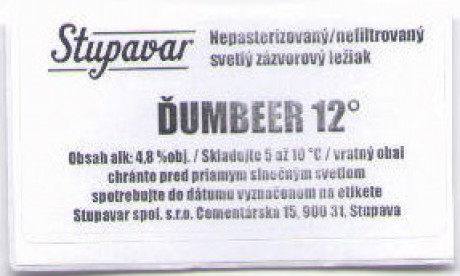 Stupavar
Nepasterizovaný/nefiltrovaný
svetlý zázvorový ležiak
ĎUMBEER 12°
Obsah alk: 4,8 %obj. / Skladujte 5 až 10 °C / vratný obal
chránte pred priamym slnečným svetlom
spotrebujte do dátumu vyznačenom na etikete
Stupavar spol. s.r.o. Cementárska 15, 900 31, Stupava